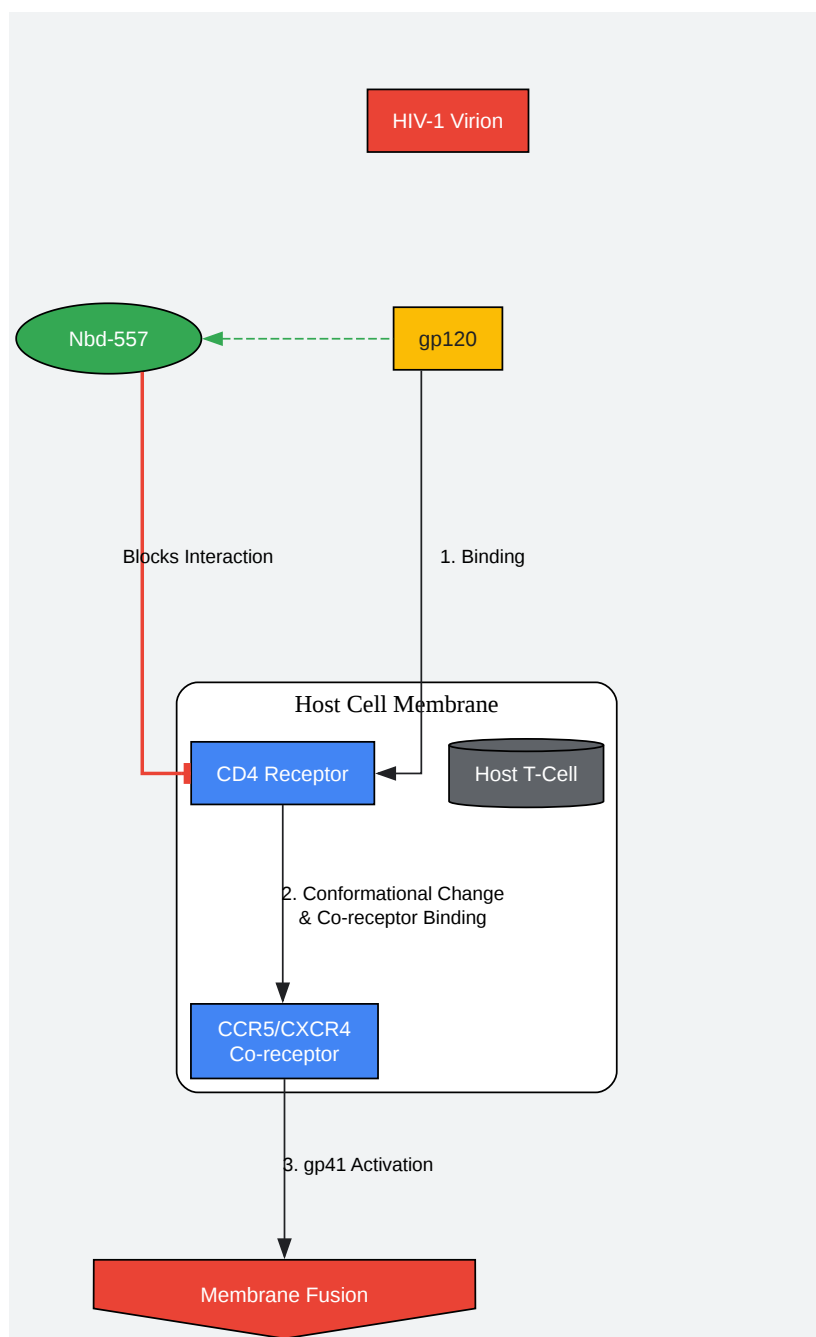 HIV-1 Virion
Nbd-557
gp120
Blocks Interaction
1. Binding
Host Cell Membrane
CD4 Receptor
Host T-Cell
2. Conformational Change
& Co-receptor Binding
CCR5/CXCR4
Co-receptor
3. gp41 Activation
Membrane Fusion